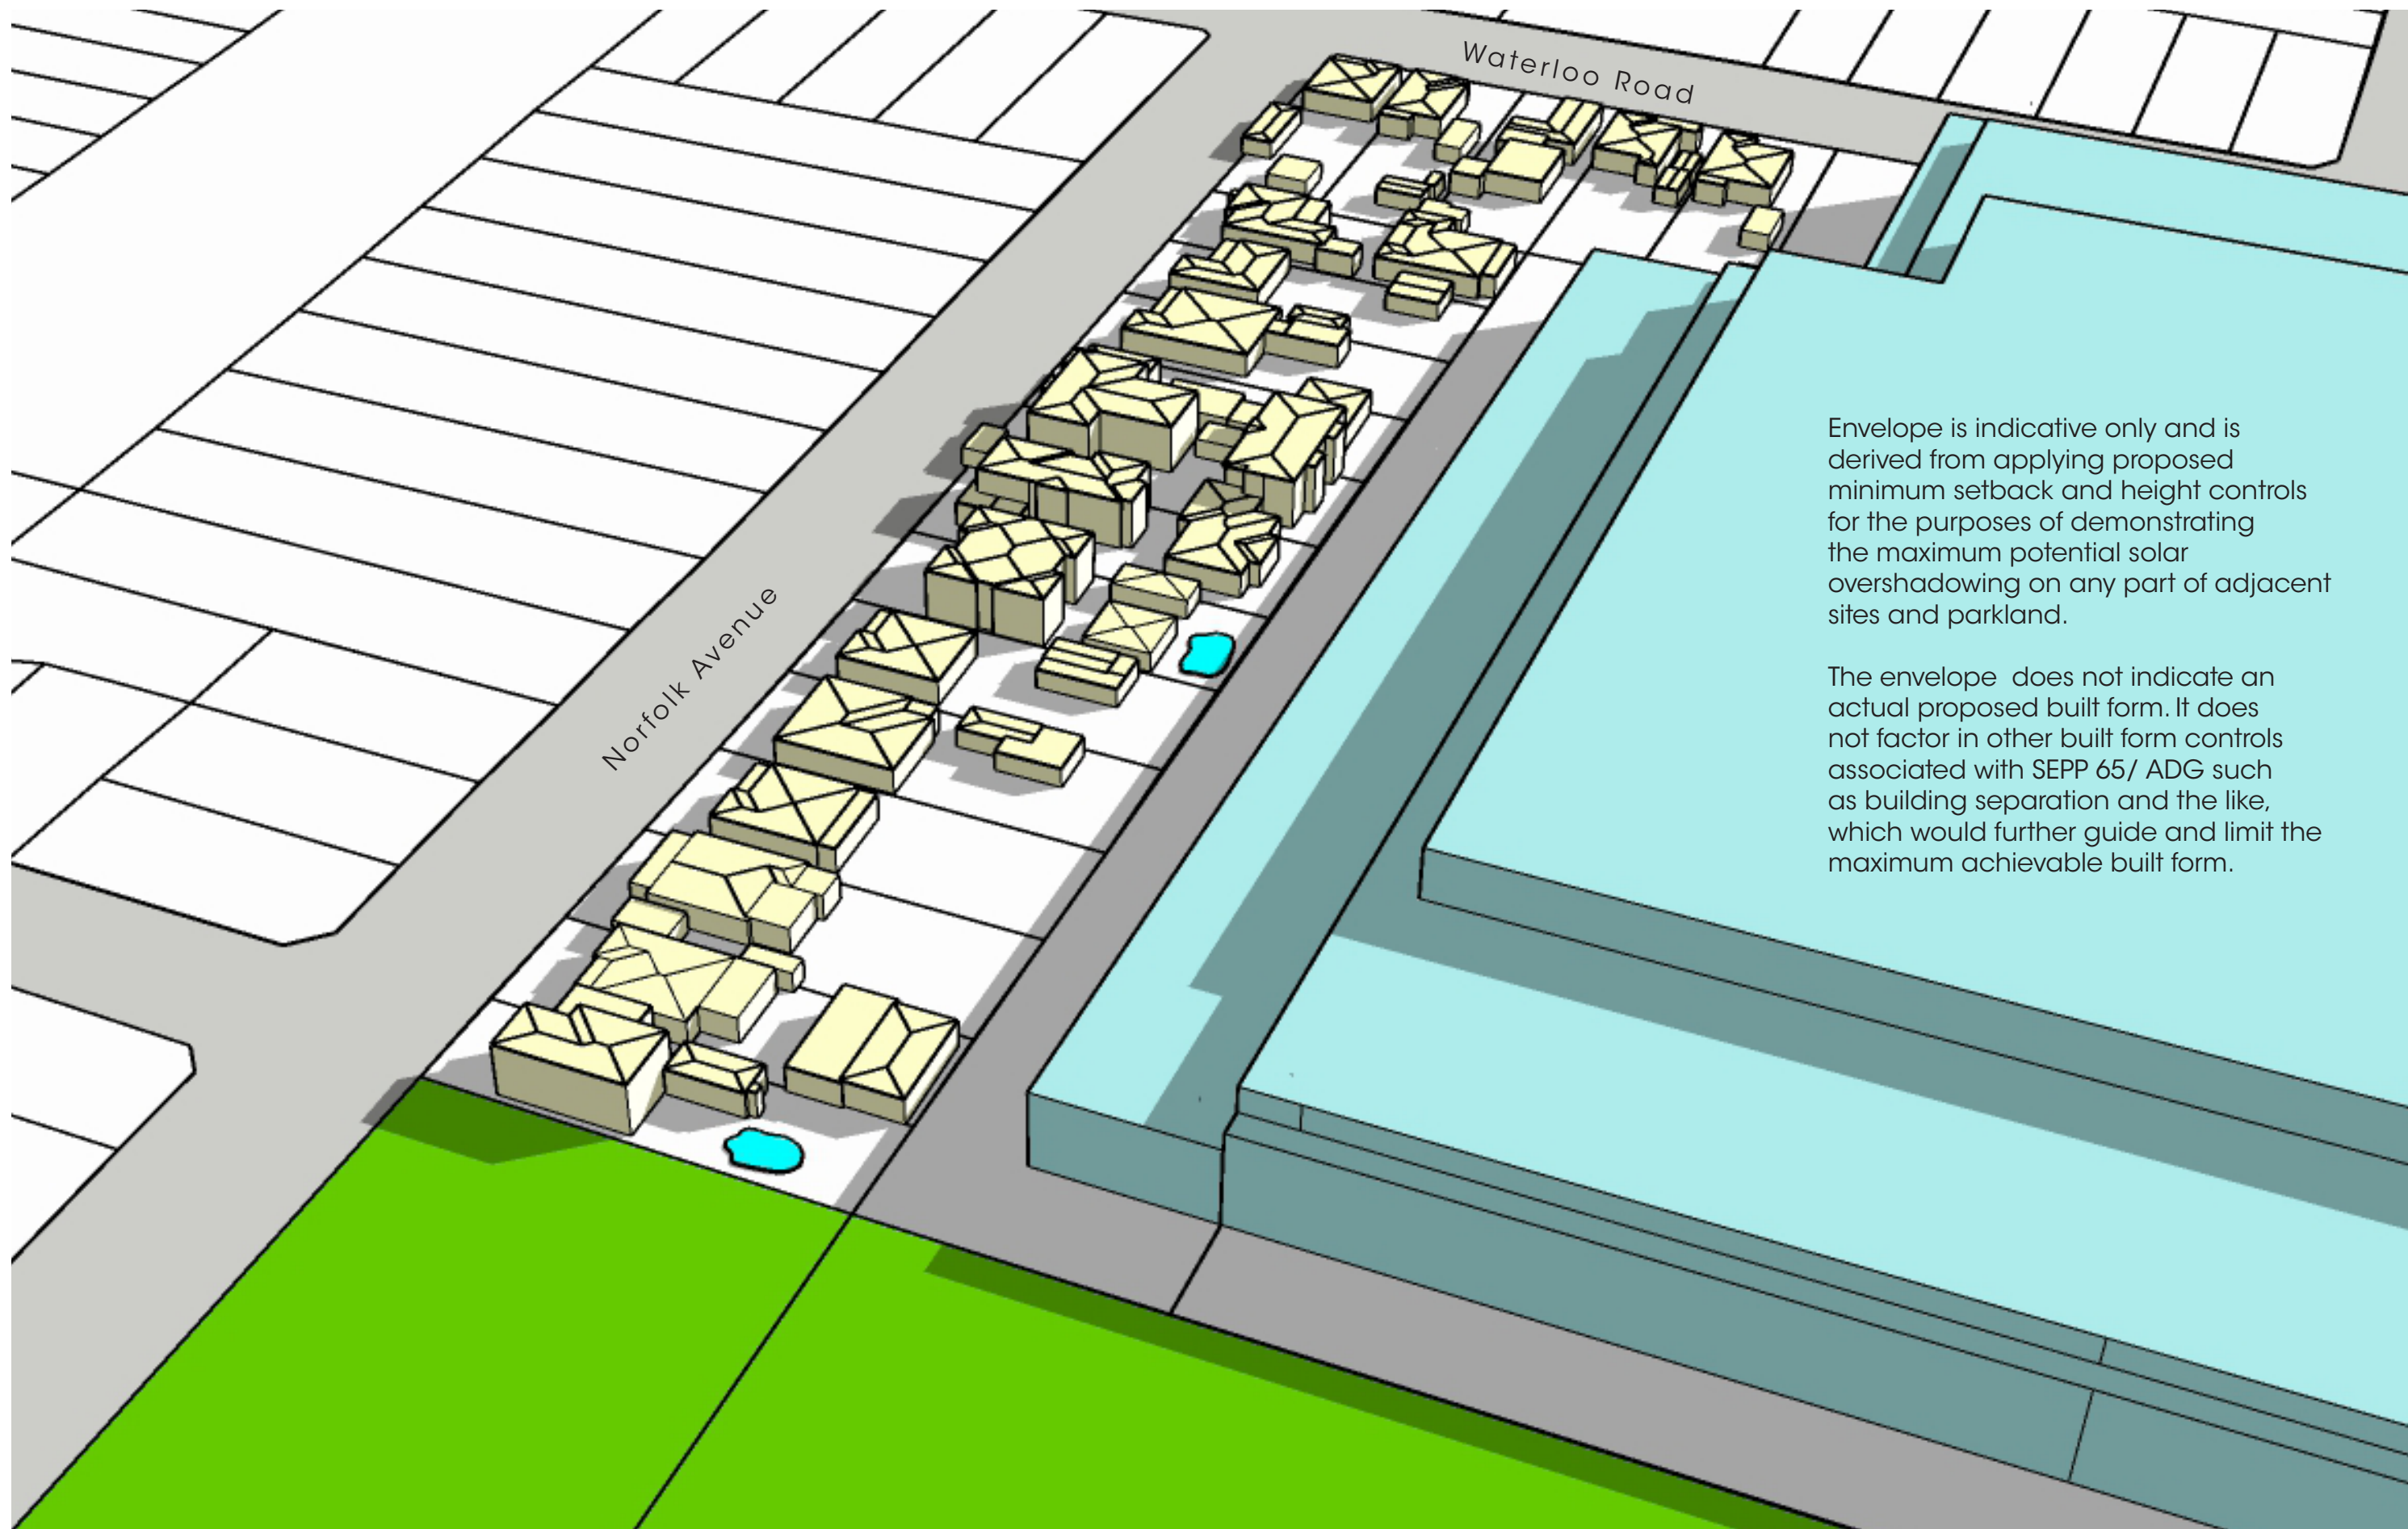 Waterloo Road
Envelope is indicative only and is
derived from applying proposed
minimum setback and height controls
for the purposes of demonstrating
the maximum potential solar
overshadowing on any part of adjacent
sites and parkland.
The envelope  does not indicate an
actual proposed built form. It does
not factor in other built form controls
associated with SEPP 65/ ADG such
as building separation and the like,
which would further guide and limit the
maximum achievable built form.
Norfolk Avenue